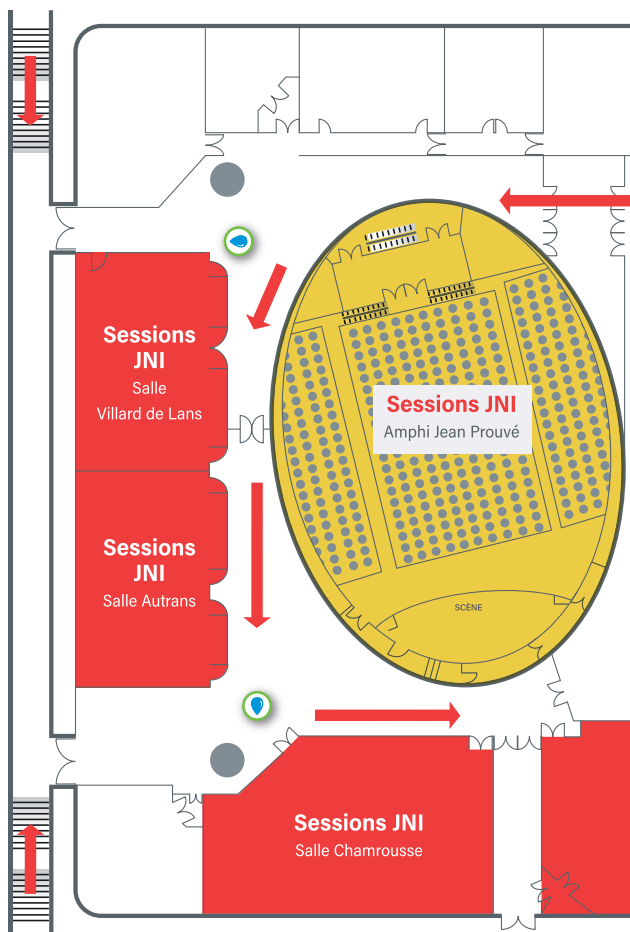 Sessions
JNI
Salle
Villard de Lans
Sessions JNI
Amphi Jean Prouvé
Sessions
JNI
Salle Autrans
SCÈNE
Sessions JNI
Salle Chamrousse